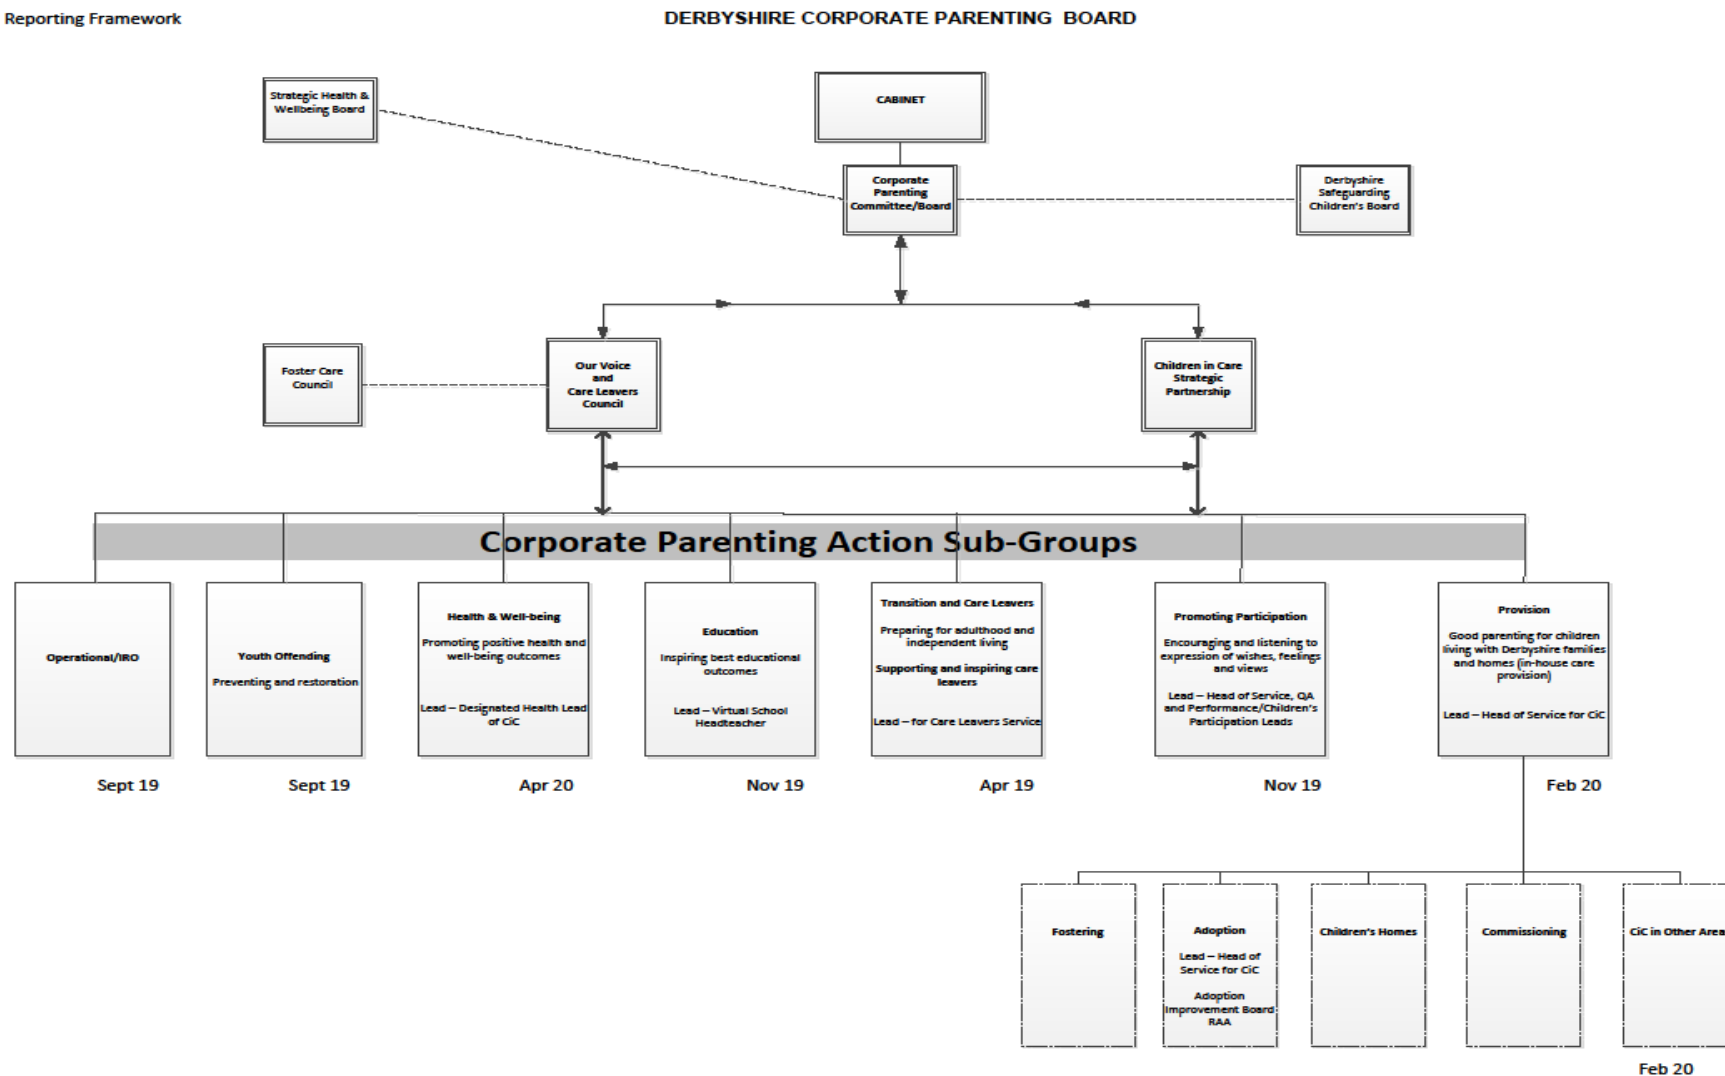 Reporting Framework
DERBYSHIRE CORPORATE PARENTING BOARD
Strategic Health &
Wellbeing Board
CABINET
Corporate
Parenting
Committee/Board
Derbyshire
Safeguarding
Children's Board
Foster Care
Council
Our Voice
and
Care Leavers
Council
Children in Care
Strategic
Partnership
Corporate Parenting Action Sub-Groups
Operational/IRO
Youth Offending
Preventing and restoration
Health & Well-being
Promoting positive health and
well-being outcomes
Lead – Designated Health Lead
of CiC
Education
Inspiring best educational
outcomes
Lead – Virtual School
Headteacher
Transition and Care Leavers
Preparing for adulthood and
independent living
Supporting and inspiring care
leavers
Lead – for Care Leavers Service
Promoting Participation
Encouraging and listening to
expression of wishes, feelings
and views
Lead – Head of Service, QA
and Performance/Children's
Participation Leads
Provision
Good parenting for children
living with Derbyshire families
and homes (in-house care
provision)
Lead – Head of Service for CiC
Sept 19
Sept 19
Apr 20
Nov 19
Apr 19
Nov 19
Feb 20
Fostering
Adoption
Lead – Head of
Service for CiC
Adoption
Improvement Board
RAA
Children's Homes
Commissioning
CiC in Other Area
Feb 20